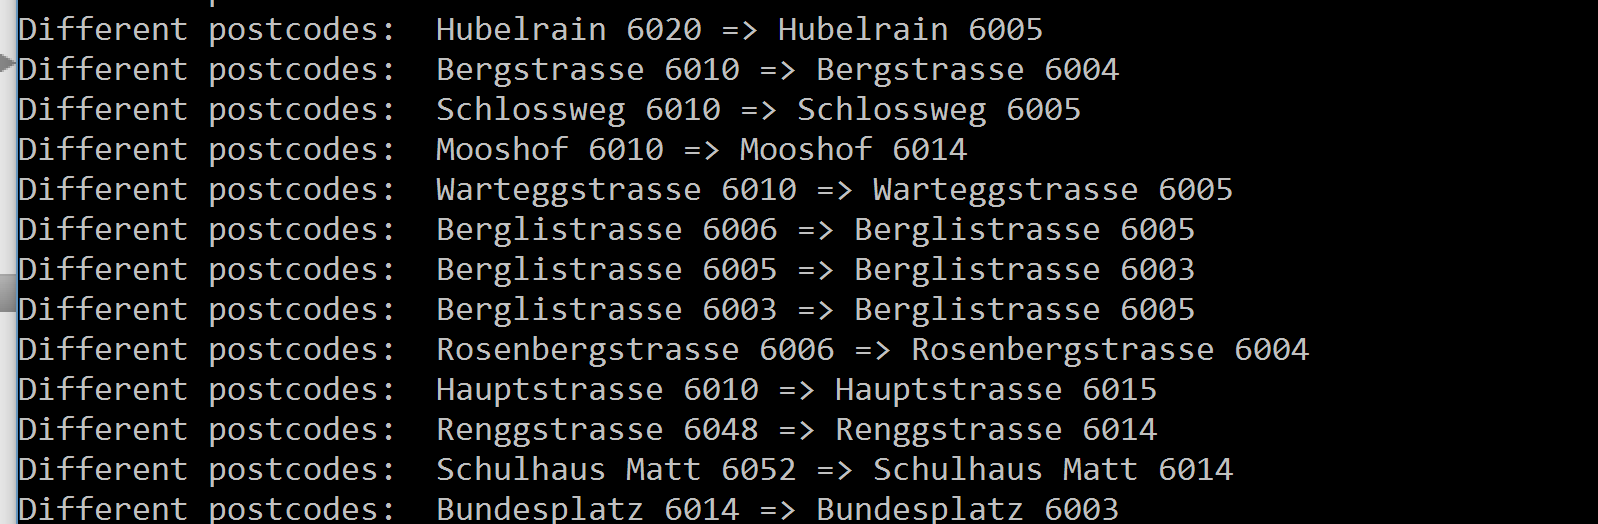 Different postcodes:  Hubelrain 6020 => Hubelrain 6005
Different postcodes:  Bergstrasse 6010 => Bergstrasse 6004
Different postcodes:  Schlossweg 6010 => Schlossweg 6005
Different postcodes:  Mooshof 6010 => Mooshof 6014
Different postcodes:  Warteggstrasse 6010 => Warteggstrasse 6005
Different postcodes:  Berglistrasse 6006 => Berglistrasse 6005
Different postcodes:  Berglistrasse 6005 => Berglistrasse 6003
Different postcodes:  Berglistrasse 6003 => Berglistrasse 6005
Different postcodes:  Rosenbergstrasse 6006 => Rosenbergstrasse 6004
Different postcodes:  Hauptstrasse 6010 => Hauptstrasse 6015
Different postcodes:  Renggstrasse 6048 => Renggstrasse 6014
Different postcodes:  Schulhaus Matt 6052 => Schulhaus Matt 6014
Different postcodes:  Bundesplatz 6014 => Bundesplatz 6003